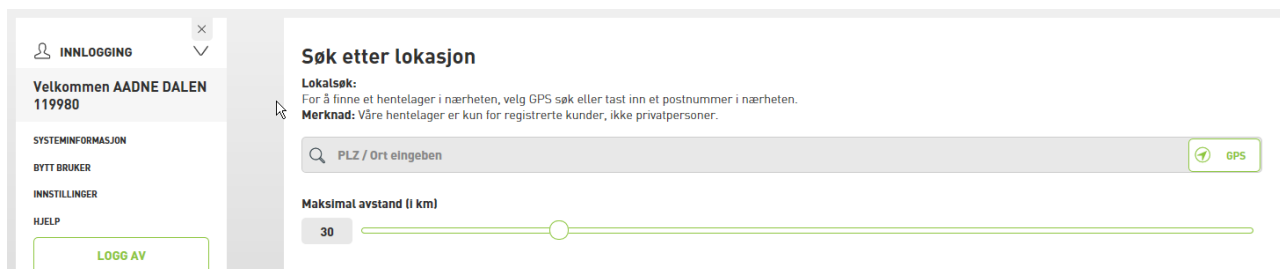 INNLOGGING
Velkommen AADNE DALEN
119980
SYSTEMINFORMASJON
BYTT BRUKER
INNSTILLINGER
HJELP
LOGG AV
Søk etter lokasjon
Lokalsøk:
For å finne et hentelager i nærheten, velg GPS søk eller tast inn et postnummer i nærheten.
Merknad: Våre hentelager er kun for registrerte kunder, ikke privatpersoner.
PLZ / Ort eingeben
GPS
Maksimal avstand (i km)
30